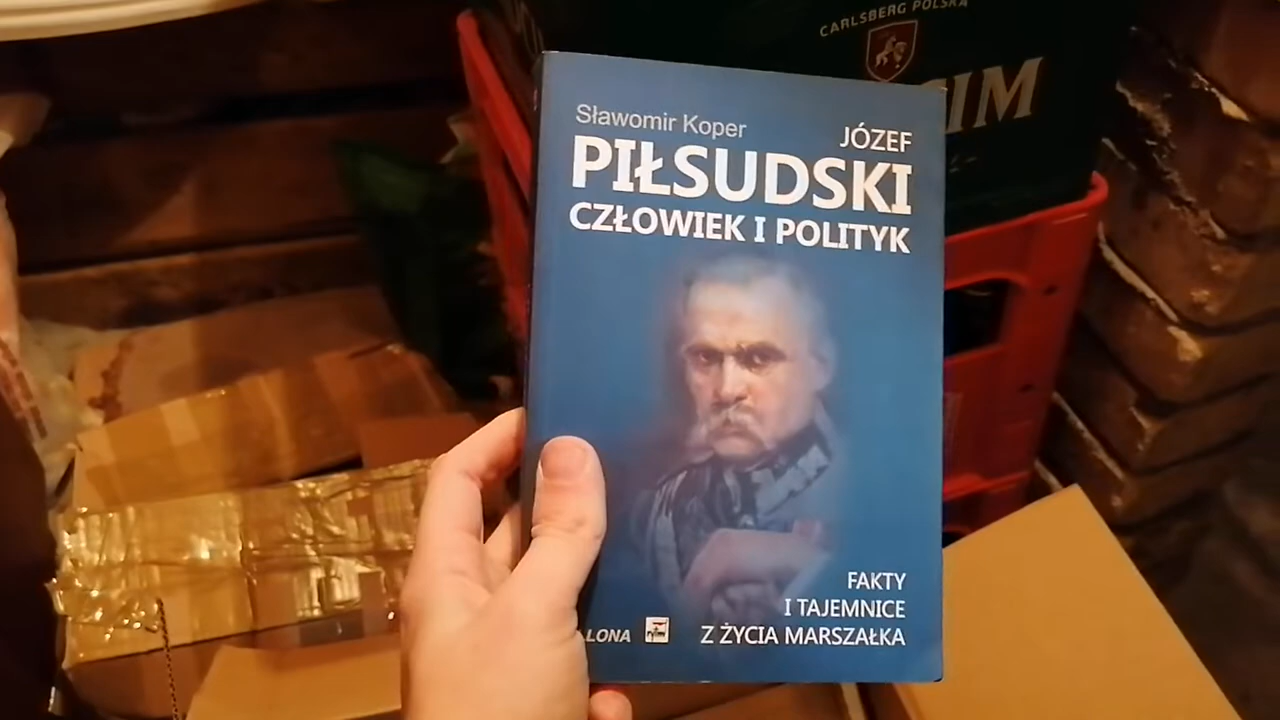 CARLSBERG POLSKA
Sławomir Koper
JÓZEF
PIŁSUDSKI
CZŁOWIEK I POLITYK
FAKTY
I TAJEMNICE
Z ŻYCIA MARSZAŁKA